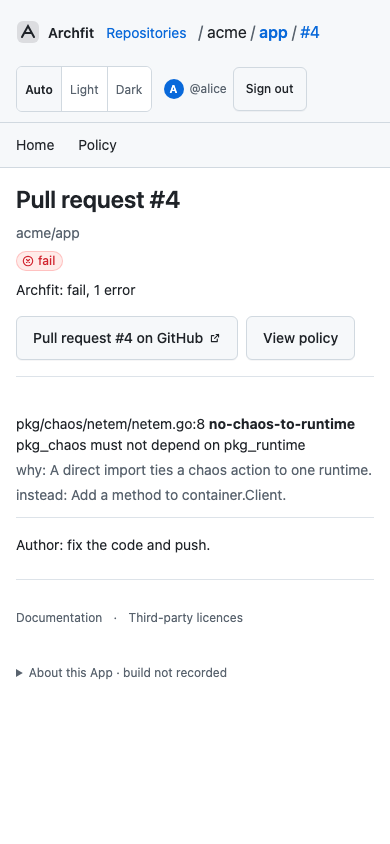 Archfit Repositories / acme / app / #4
Auto Light Dark A @alice Sign out
Home Policy
Pull request #4
acme/app
fail
Archfit: fail, 1 error
Pull request #4 on GitHub View policy
pkg/chaos/netem/netem.go:8 no-chaos-to-runtime
pkg_chaos must not depend on pkg_runtime
why: A direct import ties a chaos action to one runtime.
instead: Add a method to container.Client.
Author: fix the code and push.
Documentation · Third-party licences
About this App · build not recorded